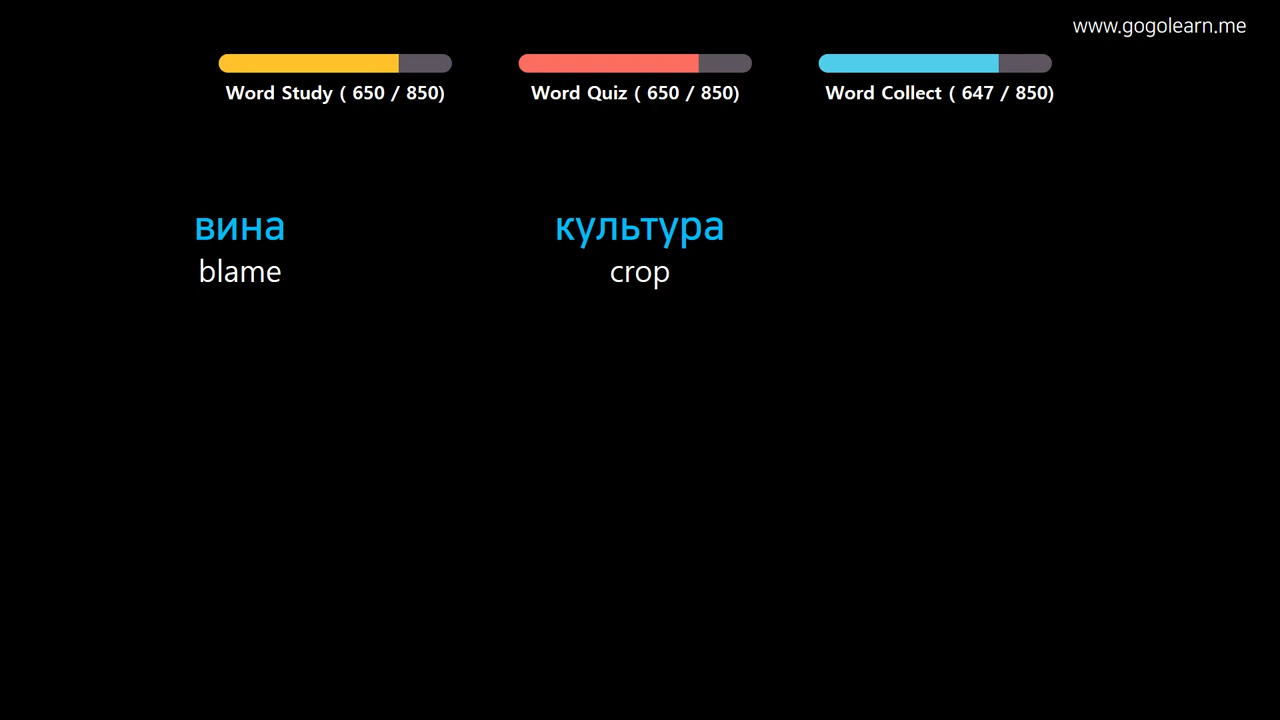 www.gogolearn.me
Word Study ( 650 / 850)
Word Quiz ( 650 / 850)
Word Collect ( 647 / 850)
вина
blame
культура
crop